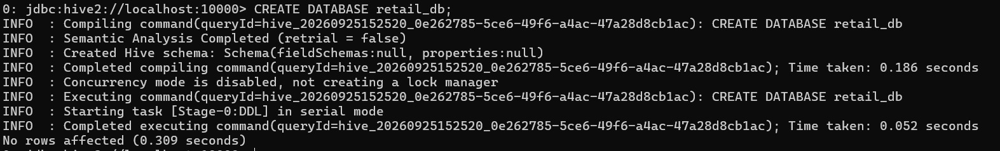 0: jdbc:hive2://localhost:10000> CREATE DATABASE retail_db;
INFO  : Compiling command(queryId=hive_20260925152520_0e262785-5ce6-49f6-a4ac-47a28d8cb1ac): CREATE DATABASE retail_db
INFO  : Semantic Analysis Completed (retrial = false)
INFO  : Created Hive schema: Schema(fieldSchemas:null, properties:null)
INFO  : Completed compiling command(queryId=hive_20260925152520_0e262785-5ce6-49f6-a4ac-47a28d8cb1ac); Time taken: 0.186 seconds
INFO  : Concurrency mode is disabled, not creating a lock manager
INFO  : Executing command(queryId=hive_20260925152520_0e262785-5ce6-49f6-a4ac-47a28d8cb1ac): CREATE DATABASE retail_db
INFO  : Starting task [Stage-0:DDL] in serial mode
INFO  : Completed executing command(queryId=hive_20260925152520_0e262785-5ce6-49f6-a4ac-47a28d8cb1ac); Time taken: 0.052 seconds
No rows affected (0.309 seconds)